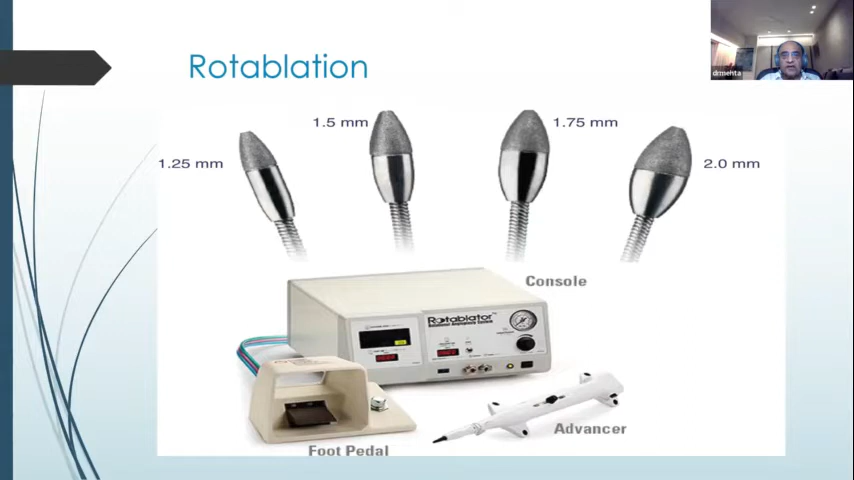 drmehta
Rotablation
1.25 mm
1.5 mm
1.75 mm
2.0 mm
Console
Rotablator
Advancer
Foot Pedal